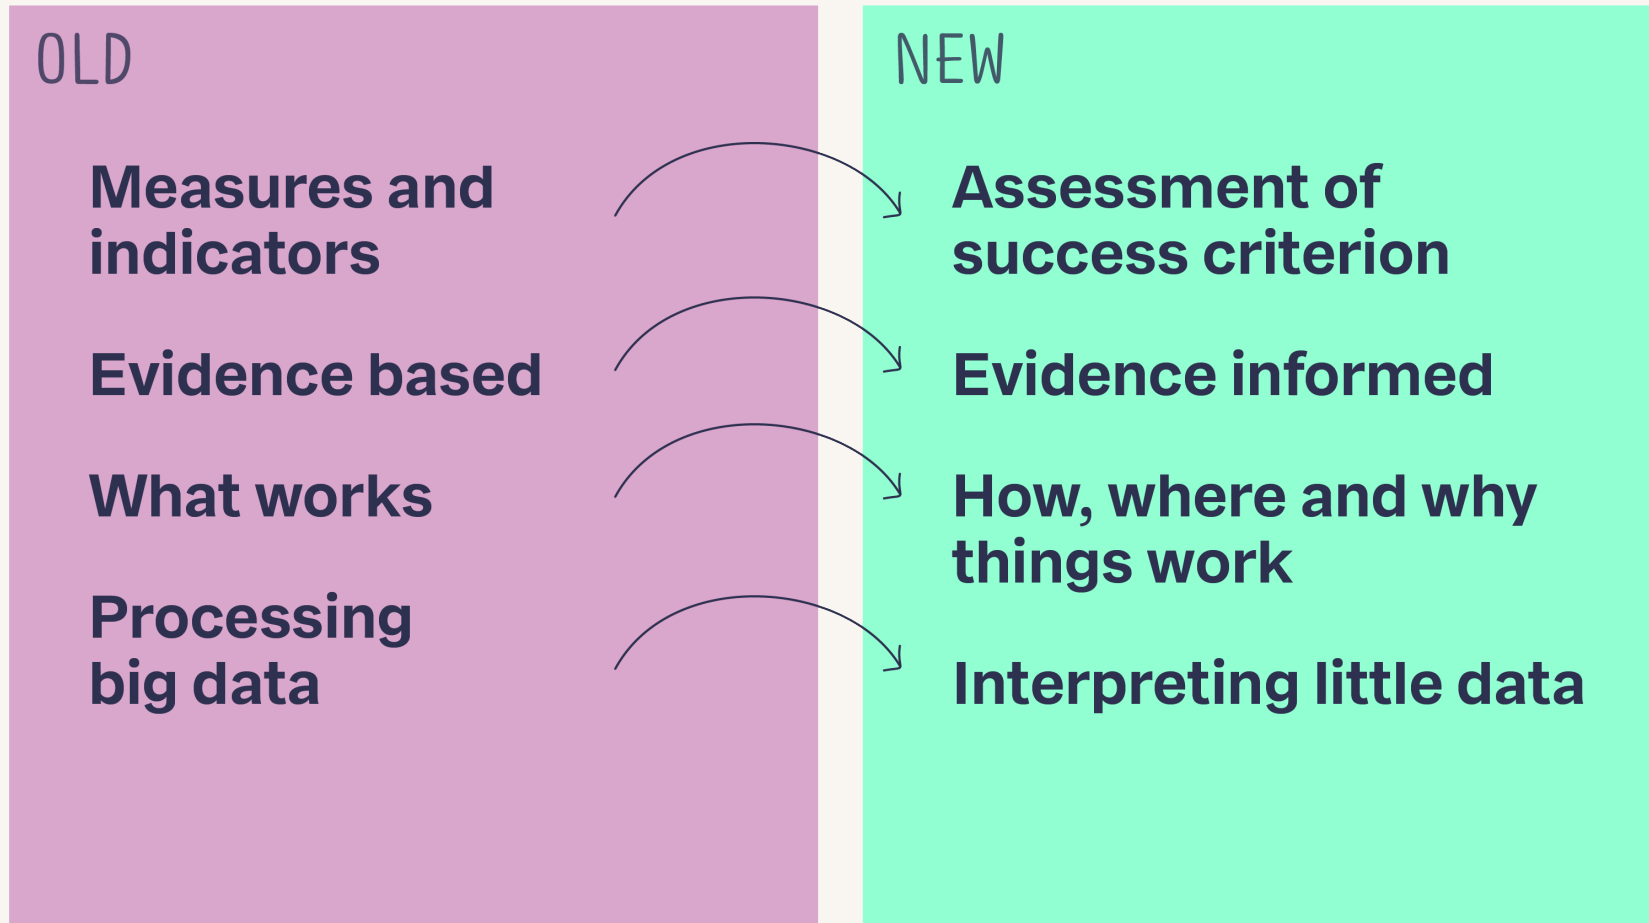 OLD
Measures and
indicators
Evidence based
What works
Processing
big data
NEW
Assessment of
success criterion
Evidence informed
How, where and why
things work
Interpreting little data